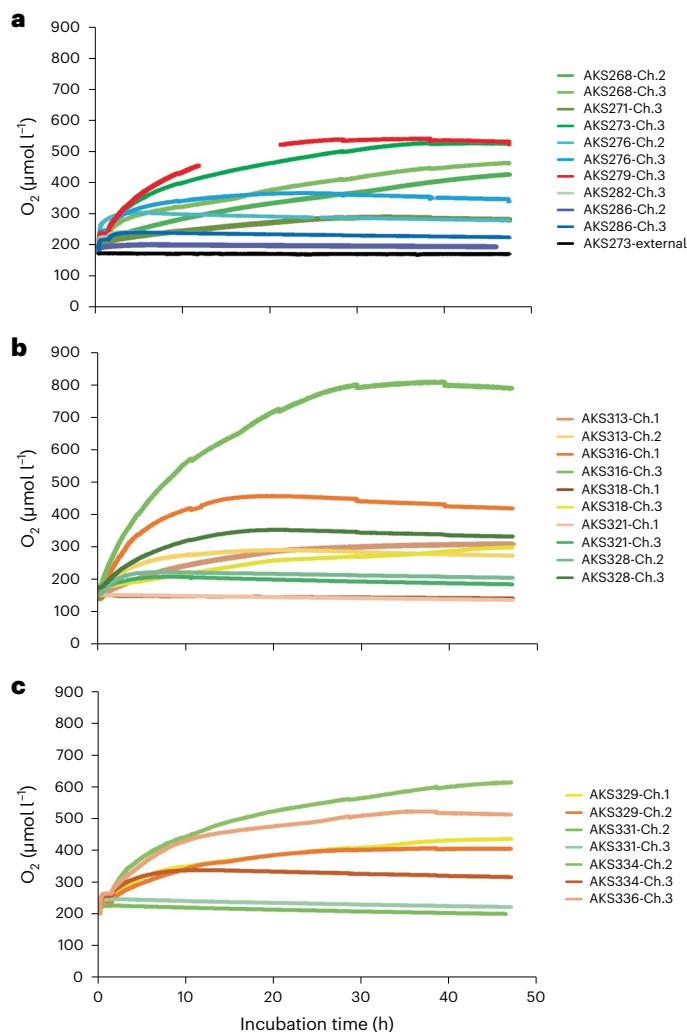 a
O₂ (µmol l⁻¹)
900
800
700
600
500
400
300
200
100
0
AKS268-Ch.2
AKS268-Ch.3
AKS271-Ch.3
AKS273-Ch.3
AKS276-Ch.2
AKS276-Ch.3
AKS279-Ch.3
AKS282-Ch.3
AKS286-Ch.2
AKS286-Ch.3
AKS273-external
b
O₂ (µmol l⁻¹)
900
800
700
600
500
400
300
200
100
0
AKS313-Ch.1
AKS313-Ch.2
AKS316-Ch.1
AKS316-Ch.3
AKS318-Ch.1
AKS318-Ch.3
AKS321-Ch.1
AKS321-Ch.3
AKS328-Ch.2
AKS328-Ch.3
c
O₂ (µmol l⁻¹)
900
800
700
600
500
400
300
200
100
0
AKS329-Ch.1
AKS329-Ch.2
AKS331-Ch.2
AKS331-Ch.3
AKS334-Ch.2
AKS334-Ch.3
AKS336-Ch.3
0 10 20 30 40 50
Incubation time (h)